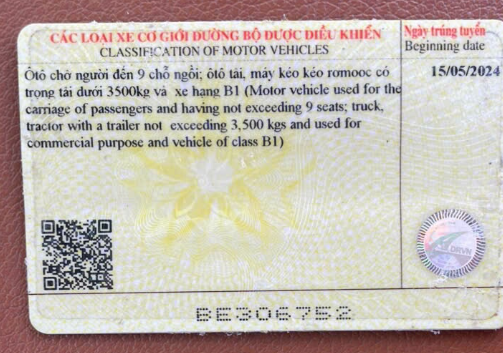 CÁC LOẠI XE CƠ GIỚI ĐƯỜNG BỘ ĐƯỢC ĐIỀU KHIỂN
CLASSIFICATION OF MOTOR VEHICLES
Ngày trúng tuyển
Beginning date
Ôtô chở người đến 9 chỗ ngồi; ôtô tải, máy kéo kéo rơmooc có
trọng tải dưới 3500kg và xe hạng B1 (Motor vehicle used for the
carriage of passengers and having not exceeding 9 seats; truck,
tractor with a trailer not exceeding 3,500 kgs and used for
commercial purpose and vehicle of class B1)
15/05/2024
DRVN
BE306752